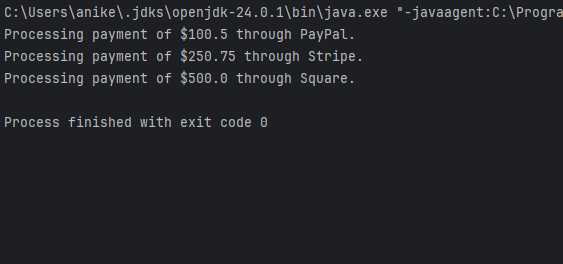 C:\Users\anike\.jdks\openjdk-24.0.1\bin\java.exe "-javaagent:C:\Progra
Processing payment of $100.5 through PayPal.
Processing payment of $250.75 through Stripe.
Processing payment of $500.0 through Square.
Process finished with exit code 0